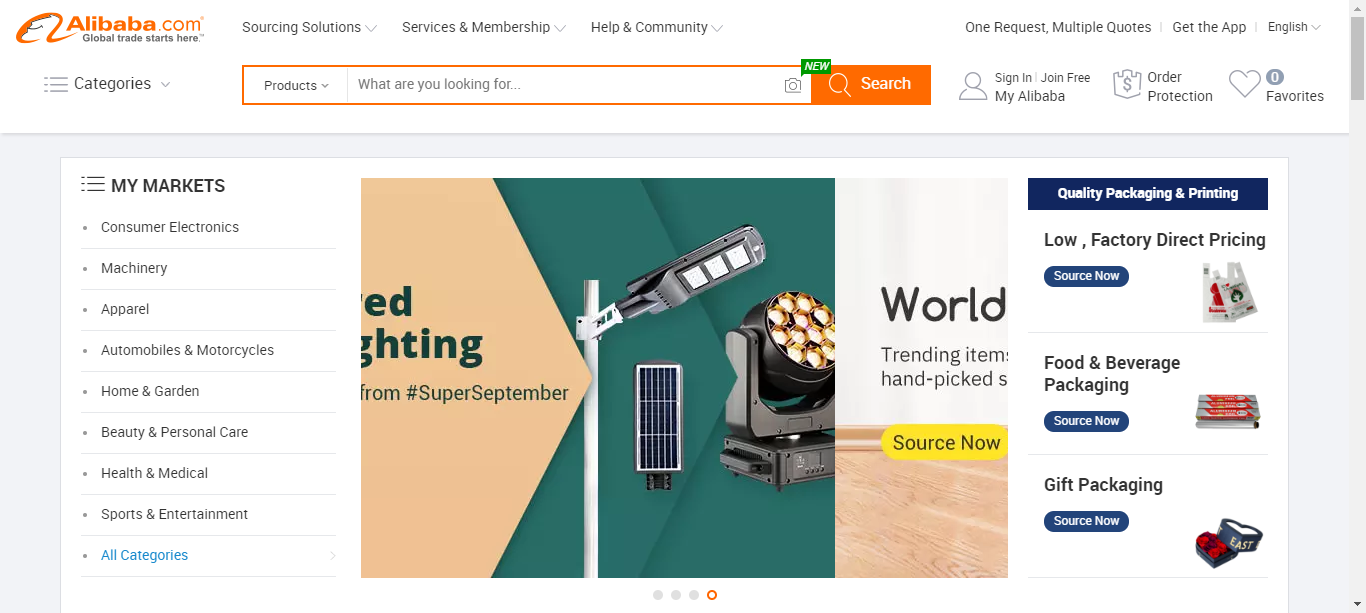 Alibaba.com
Global trade starts here.™
Sourcing Solutions
Services & Membership
Help & Community
One Request, Multiple Quotes
Get the App
English
Categories
Products
What are you looking for...
NEW
Search
Sign In
Join Free
My Alibaba
Order
Protection
0
Favorites
MY MARKETS
Consumer Electronics
Machinery
Apparel
Automobiles & Motorcycles
Home & Garden
Beauty & Personal Care
Health & Medical
Sports & Entertainment
All Categories
red
ghting
from #SuperSeptember
World
Trending items
hand-picked s
Source Now
Quality Packaging & Printing
Low , Factory Direct Pricing
Source Now
Food & Beverage
Packaging
Source Now
Gift Packaging
Source Now
EAST